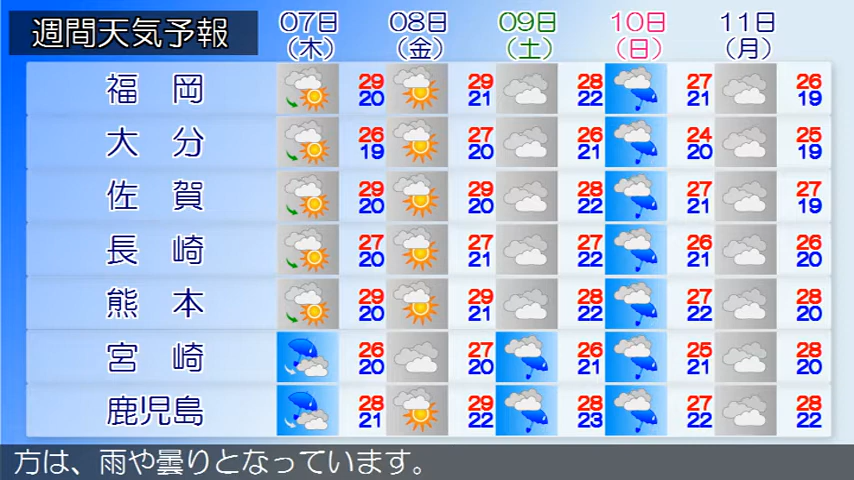 週間天気予報 07日 08日 09日 10日 11日
(木) (金) (土) (日) (月)
福岡 29 29 28 27 26
20 21 22 21 19
大分 26 27 26 24 25
19 20 21 20 19
佐賀 29 29 28 27 27
20 20 22 21 19
長崎 27 27 27 26 26
20 21 22 21 20
熊本 29 29 28 27 28
20 21 22 22 20
宮崎 26 27 26 25 28
20 20 21 21 20
鹿児島 28 29 28 27 28
21 22 23 22 22
方は、雨や曇りとなっています。